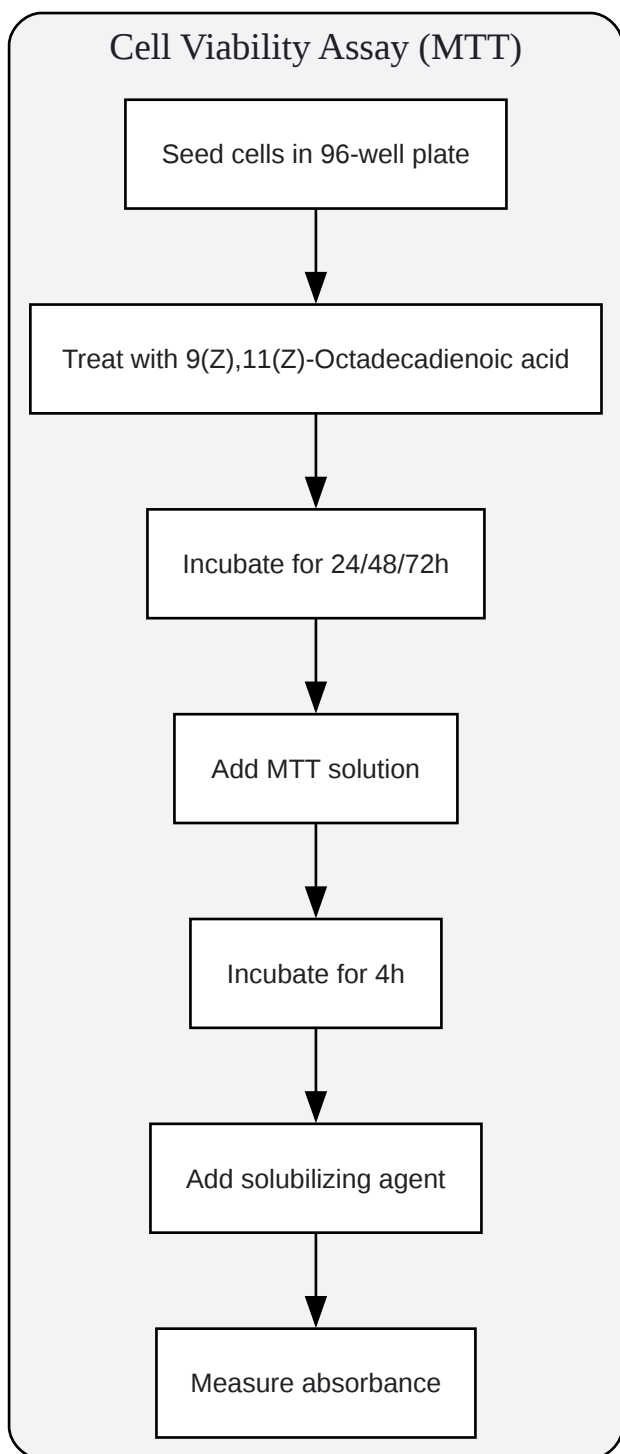 Cell Viability Assay (MTT)
Seed cells in 96-well plate
Treat with 9(Z),11(Z)-Octadecadienoic acid
Incubate for 24/48/72h
Add MTT solution
Incubate for 4h
Add solubilizing agent
Measure absorbance